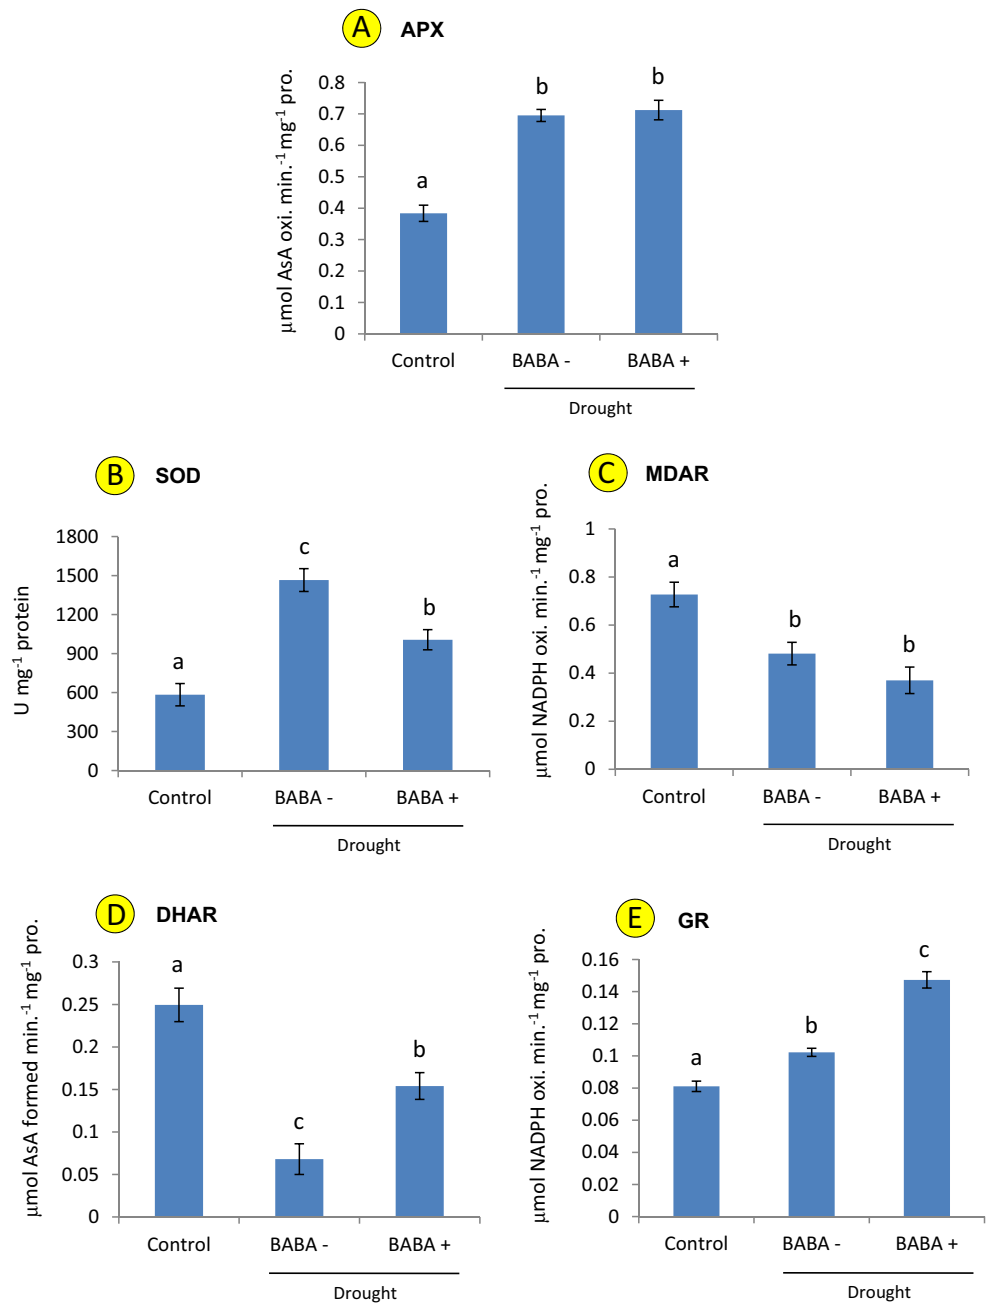 A APX
µmol AsA oxi. min.-1 mg-1 pro.
0.8
0.7
0.6
0.5
0.4
0.3
0.2
0.1
0
a
b
b
Control BABA - BABA +
Drought
B SOD
U mg-1 protein
1800
1500
1200
900
600
300
0
a
c
b
Control BABA - BABA +
Drought
C MDAR
µmol NADPH oxi. min.-1 mg-1 pro.
1
0.8
0.6
0.4
0.2
0
a
b
b
Control BABA - BABA +
Drought
D DHAR
µmol AsA formed min.-1 mg-1 pro.
0.3
0.25
0.2
0.15
0.1
0.05
0
a
c
b
Control BABA - BABA +
Drought
E GR
µmol NADPH oxi. min.-1 mg-1 pro.
0.16
0.14
0.12
0.1
0.08
0.06
0.04
0.02
0
a
b
c
Control BABA - BABA +
Drought